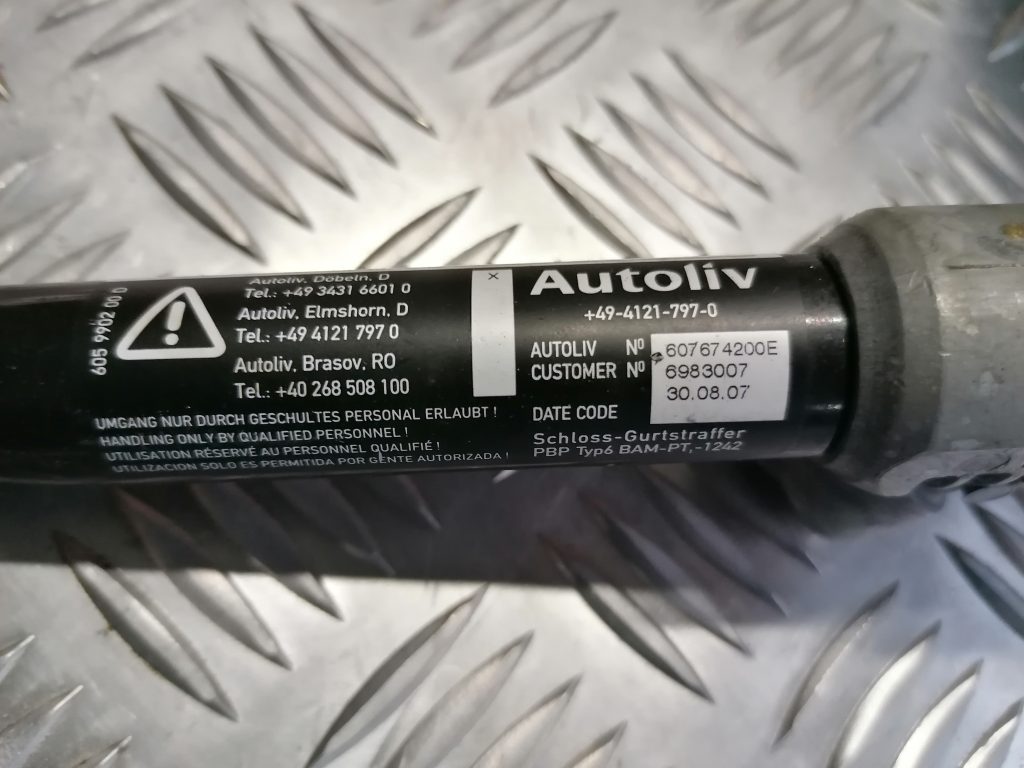 605 9902 00 0
Autoliv, Döbeln, D
Tel.: +49 3431 6601 0
Autoliv, Elmshorn, D
Tel.: +49 4121 797 0
Autoliv, Brasov, RO
Tel.: +40 268 508 100
UMGANG NUR DURCH GESCHULTES PERSONAL ERLAUBT !
HANDLING ONLY BY QUALIFIED PERSONNEL !
UTILISATION RÉSERVÉ AU PERSONNEL QUALIFIÉ !
UTILIZACION SOLO ES PERMITIDA POR GENTE AUTORIZADA !
X
Autoliv
+49-4121-797-0
AUTOLIV Nº 607674200E
CUSTOMER Nº 6983007
DATE CODE 30.08.07
Schloss-Gurtstraffer
PBP Typ6 BAM-PT,-1242